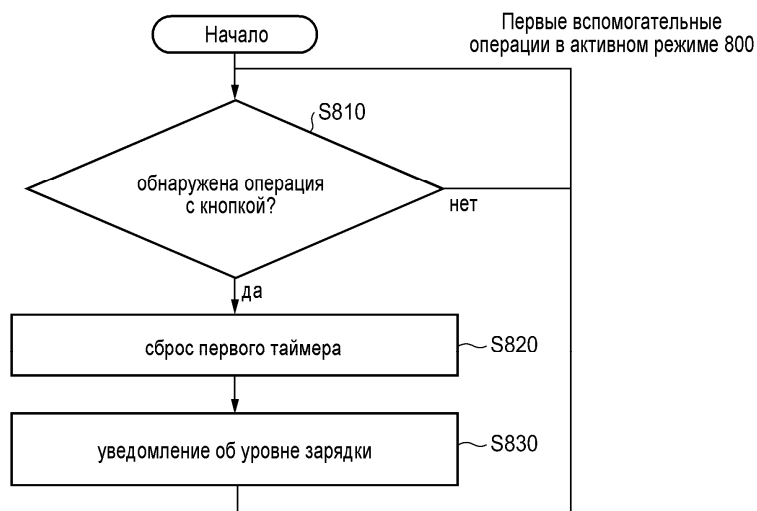 Начало
Первые вспомогательные
операции в активном режиме 800
S810
обнаружена операция
с кнопкой?
нет
да
сброс первого таймера
S820
уведомление об уровне зарядки
S830